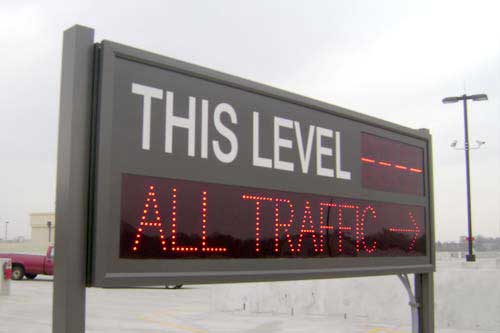 THIS LEVEL ----
ALL TRAFFIC →